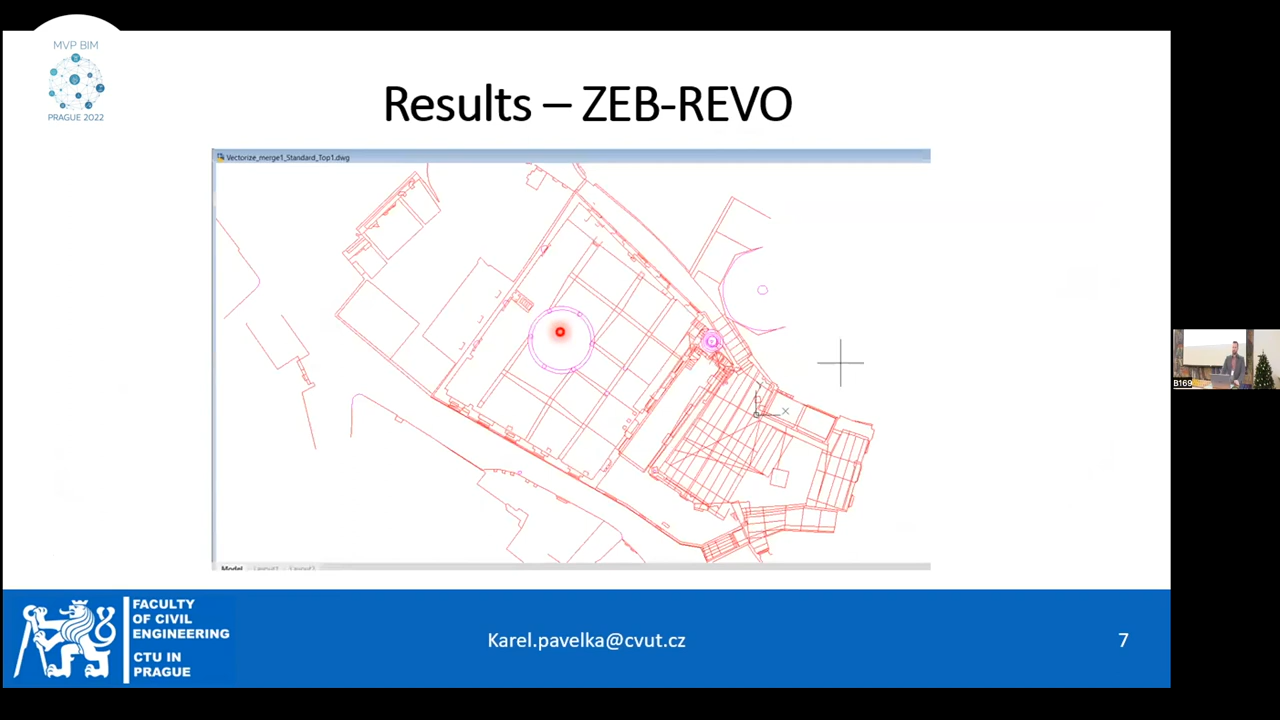 MVP BIM
PRAGUE 2022
Results – ZEB-REVO
Vectorize_merge1_Standard_Top1.dwg
Y
X
Model
B169
FACULTY
OF CIVIL
ENGINEERING
CTU IN
PRAGUE
Karel.pavelka@cvut.cz
7